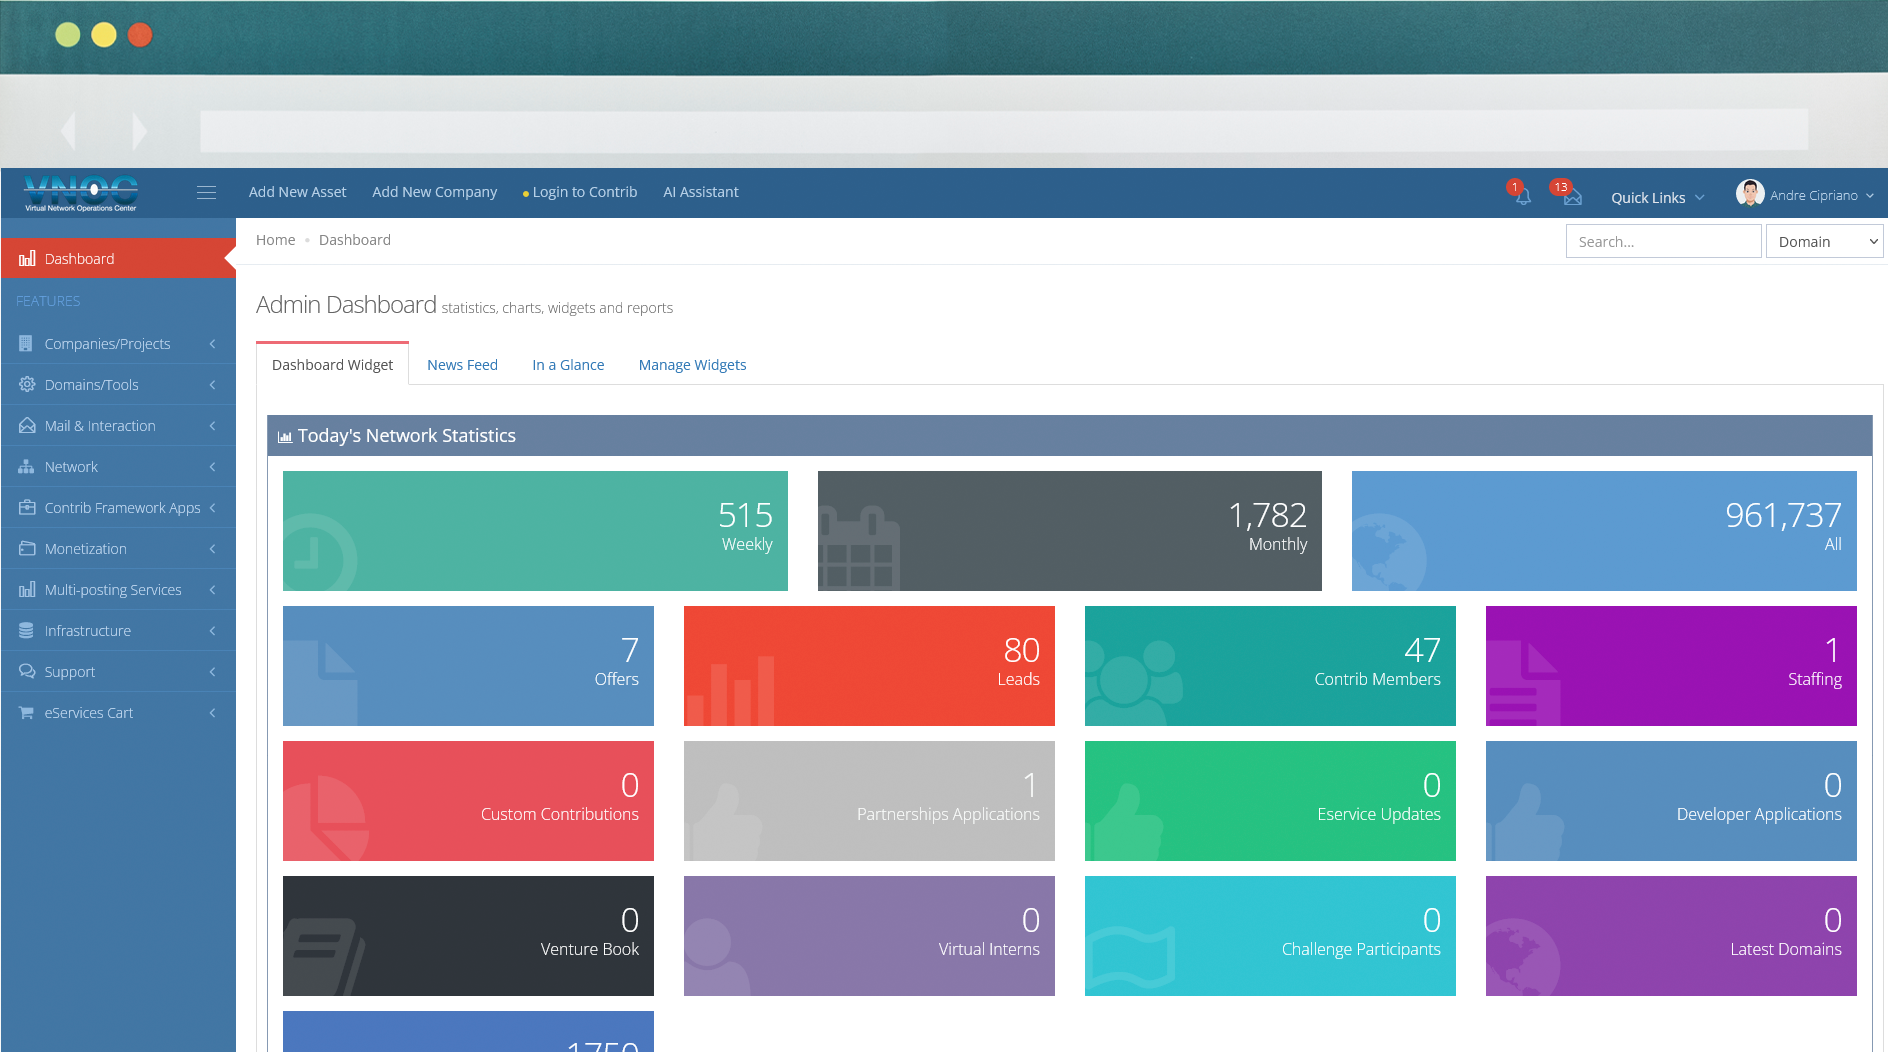 VNOC
Virtual Network Operations Center
Add New Asset
Add New Company
Login to Contrib
AI Assistant
1
13
Quick Links
Andre Cipriano
Home
Dashboard
Search...
Domain
Dashboard
FEATURES
Companies/Projects
Domains/Tools
Mail & Interaction
Network
Contrib Framework Apps
Monetization
Multi-posting Services
Infrastructure
Support
eServices Cart
Admin Dashboard statistics, charts, widgets and reports
Dashboard Widget
News Feed
In a Glance
Manage Widgets
Today's Network Statistics
515
Weekly
1,782
Monthly
961,737
All
7
Offers
80
Leads
47
Contrib Members
1
Staffing
0
Custom Contributions
1
Partnerships Applications
0
Eservice Updates
0
Developer Applications
0
Venture Book
0
Virtual Interns
0
Challenge Participants
0
Latest Domains
1750